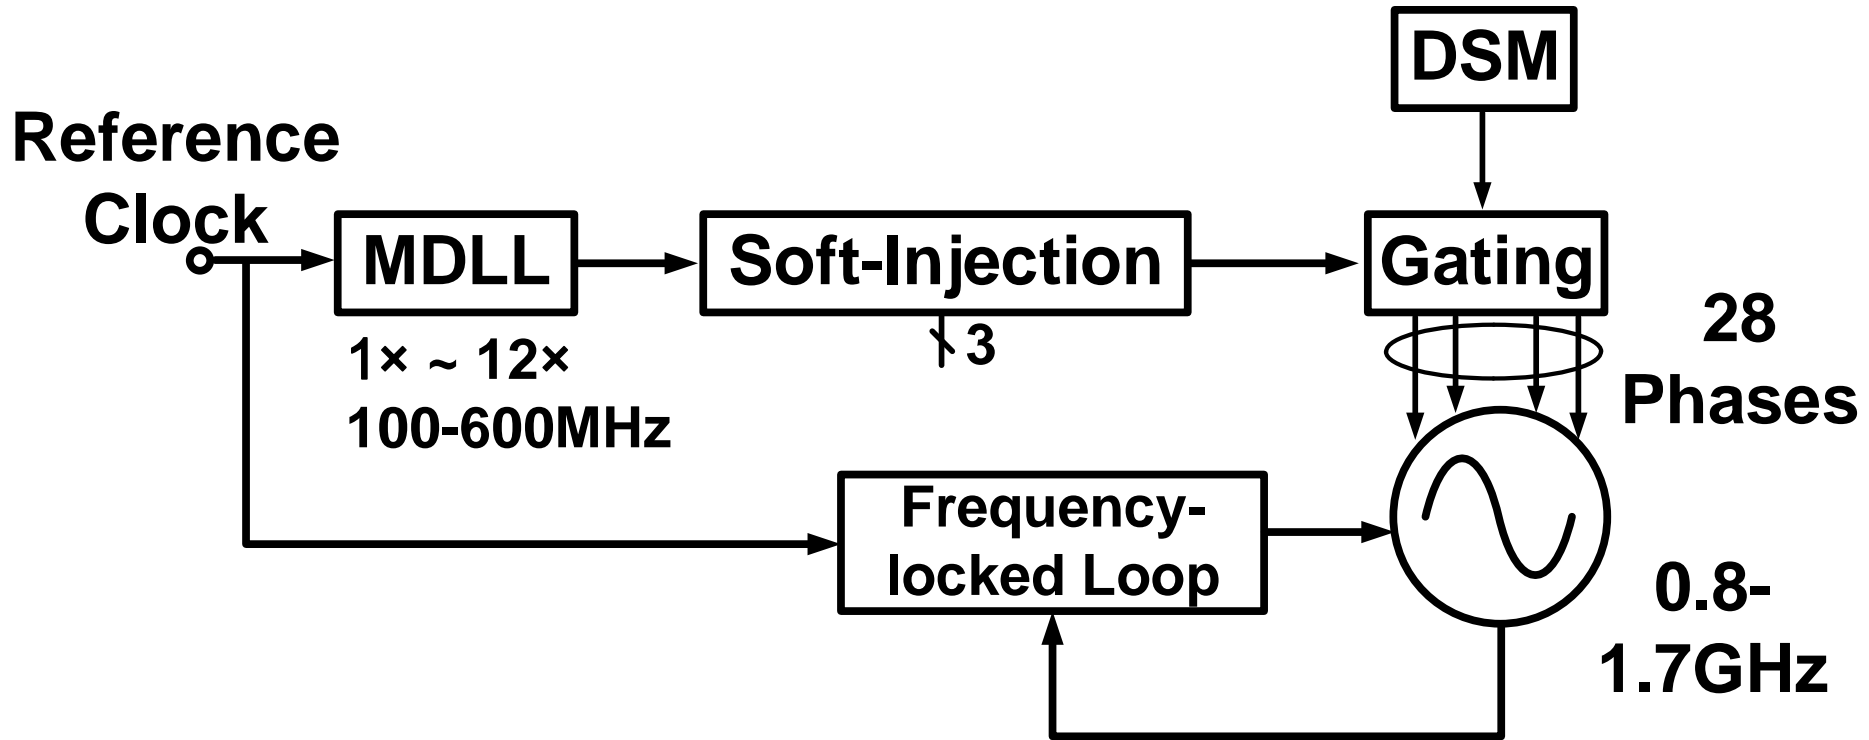 DSM
Reference
Clock
MDLL
Soft-Injection
Gating
3
28
Phases
1× ~ 12×
100-600MHz
Frequency-
locked Loop
0.8-
1.7GHz